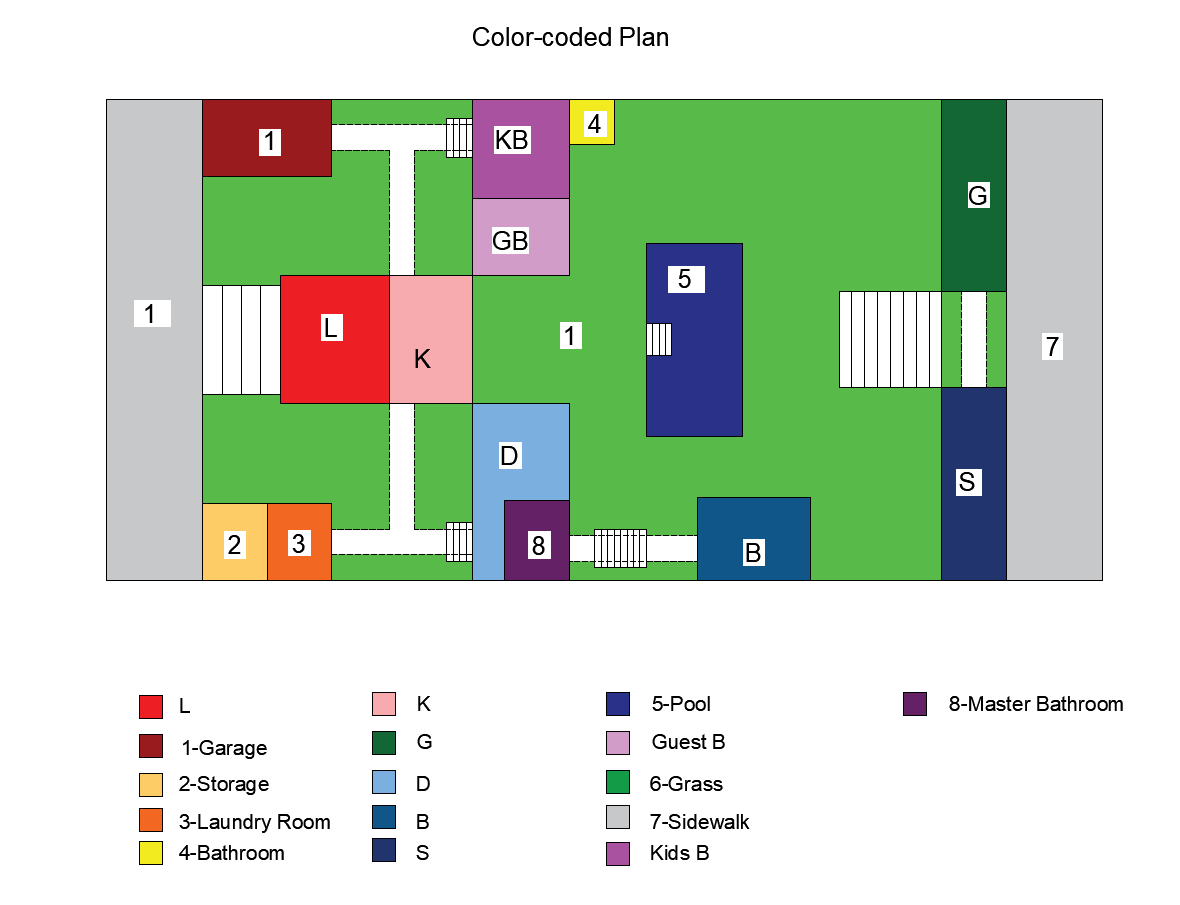 Color-coded Plan
1
KB
4
G
GB
5
1
L
1
7
K
D
S
2
3
8
B
L
K
5-Pool
8-Master Bathroom
1-Garage
G
Guest B
2-Storage
D
6-Grass
3-Laundry Room
B
7-Sidewalk
4-Bathroom
S
Kids B